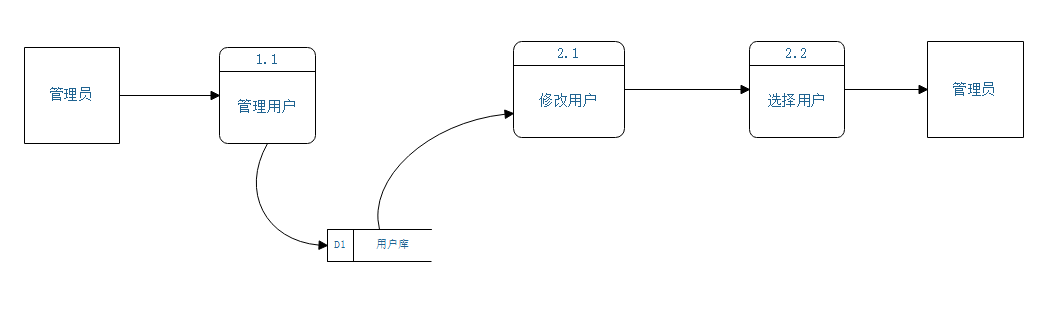 管理员
1.1
管理用户
2.1
修改用户
2.2
选择用户
管理员
D1
用户库